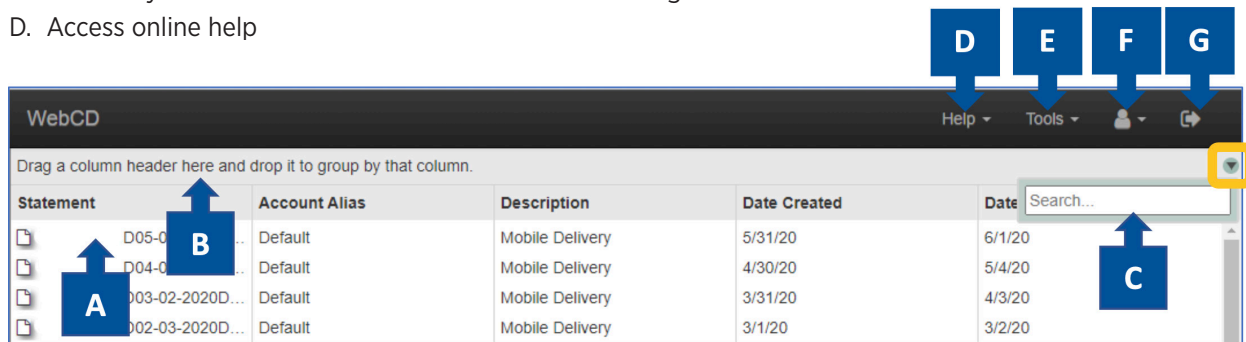 D. Access online help
D E F G
WebCD Help Tools
Drag a column header here and drop it to group by that column.
Statement Account Alias Description Date Created Date Search...
D05-0 . Default Mobile Delivery 5/31/20 6/1/20
B
D04-0 .. Default Mobile Delivery 4/30/20 5/4/20
C
A
D03-02-2020D... Default Mobile Delivery 3/31/20 4/3/20
D02-03-2020D... Default Mobile Delivery 3/1/20 3/2/20